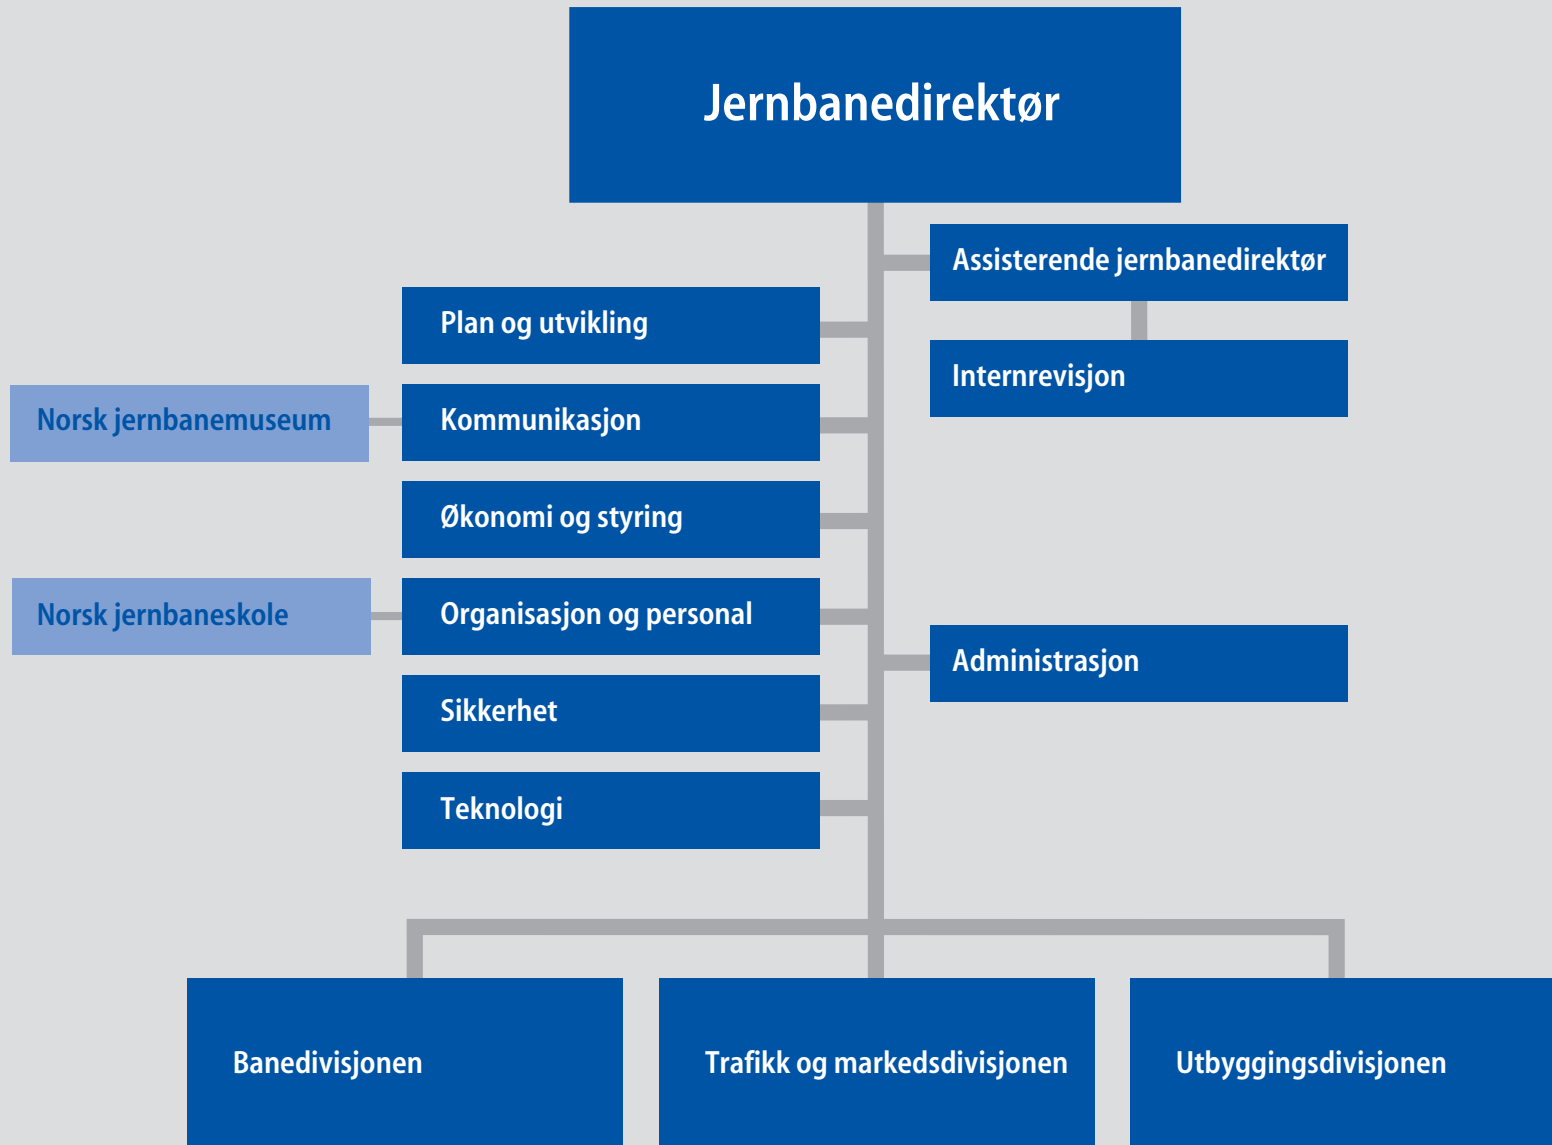 Jernbanedirektør
Assisterende jernbanedirektør
Plan og utvikling
Internrevisjon
Norsk jernbanemuseum
Kommunikasjon
Økonomi og styring
Norsk jernbaneskole
Organisasjon og personal
Administrasjon
Sikkerhet
Teknologi
Banedivisjonen
Trafikk og markedsdivisjonen
Utbyggingsdivisjonen